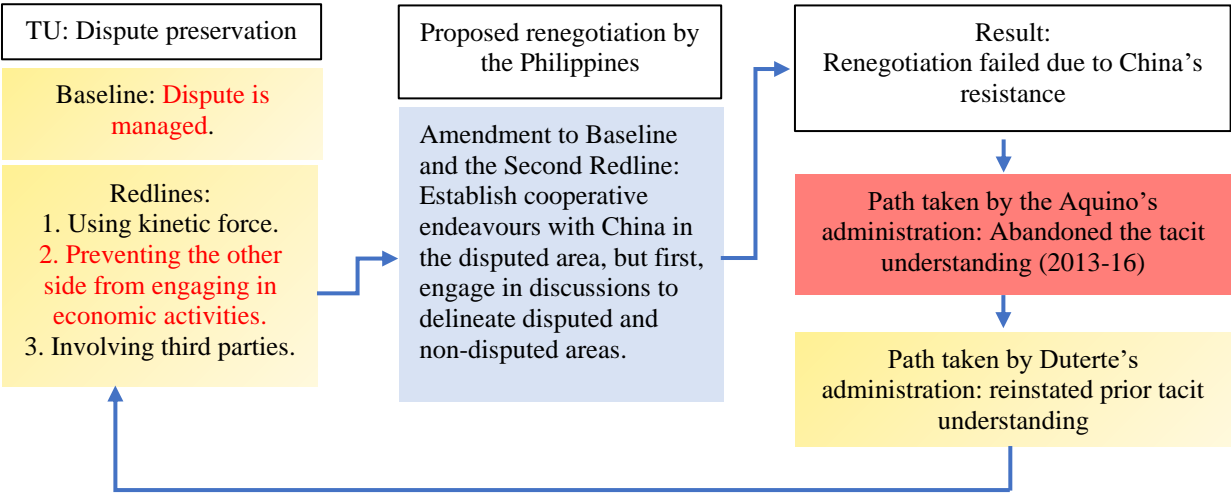 TU: Dispute preservation
Baseline: Dispute is
managed.
Redlines:
1. Using kinetic force.
2. Preventing the other
side from engaging in
economic activities.
3. Involving third parties.
Proposed renegotiation by
the Philippines
Amendment to Baseline
and the Second Redline:
Establish cooperative
endeavours with China in
the disputed area, but first,
engage in discussions to
delineate disputed and
non-disputed areas.
Result:
Renegotiation failed due to China’s
resistance
Path taken by the Aquino’s
administration: Abandoned the tacit
understanding (2013-16)
Path taken by Duterte’s
administration: reinstated prior tacit
understanding